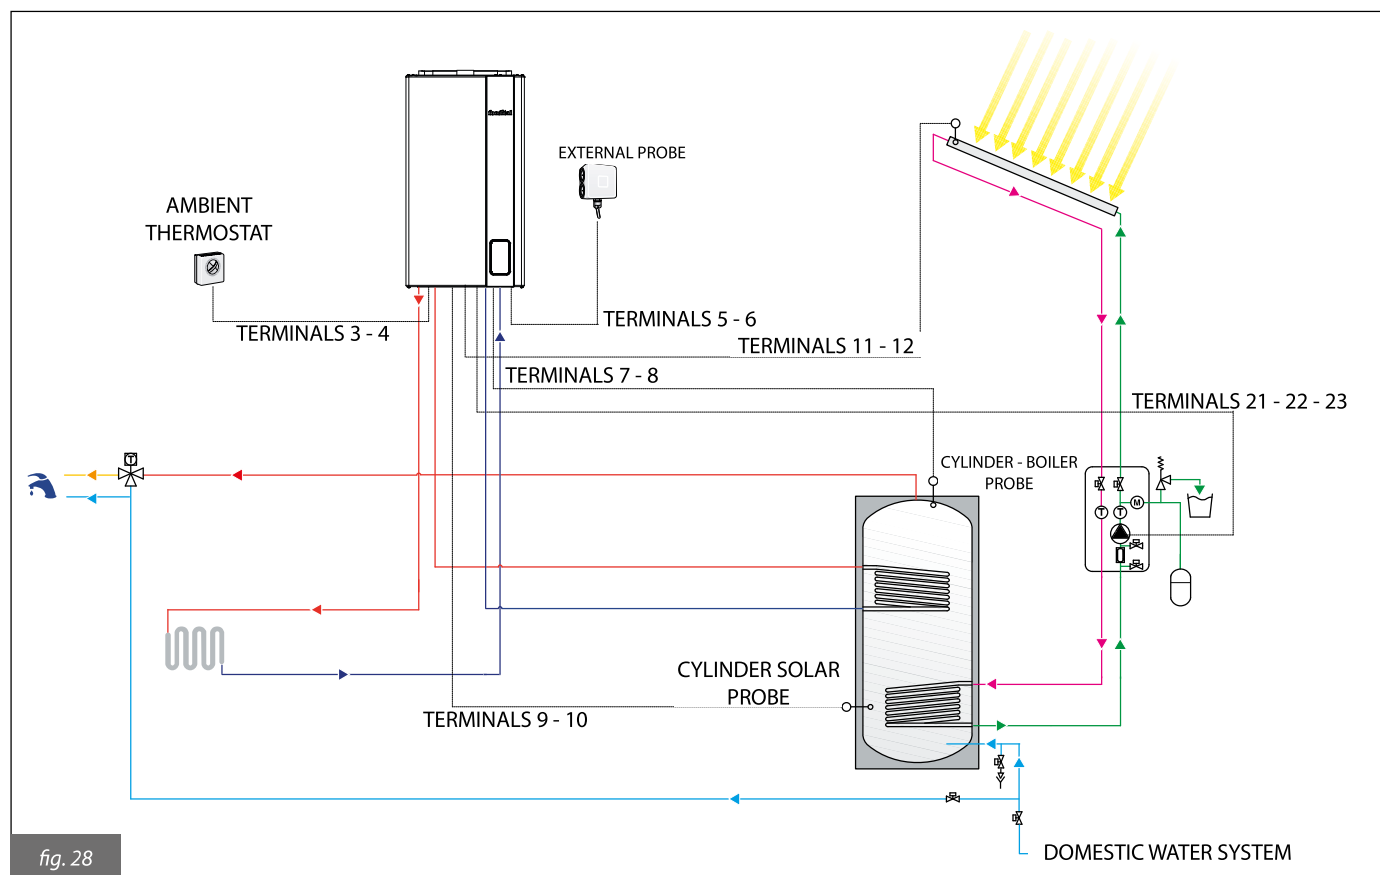 EXTERNAL PROBE
AMBIENT
THERMOSTAT
TERMINALS 3 - 4
TERMINALS 5 - 6
TERMINALS 11 - 12
TERMINALS 7 - 8
TERMINALS 21 - 22 - 23
CYLINDER - BOILER
PROBE
T
M
T
T
CYLINDER SOLAR
PROBE
TERMINALS 9 - 10
DOMESTIC WATER SYSTEM
fig. 28